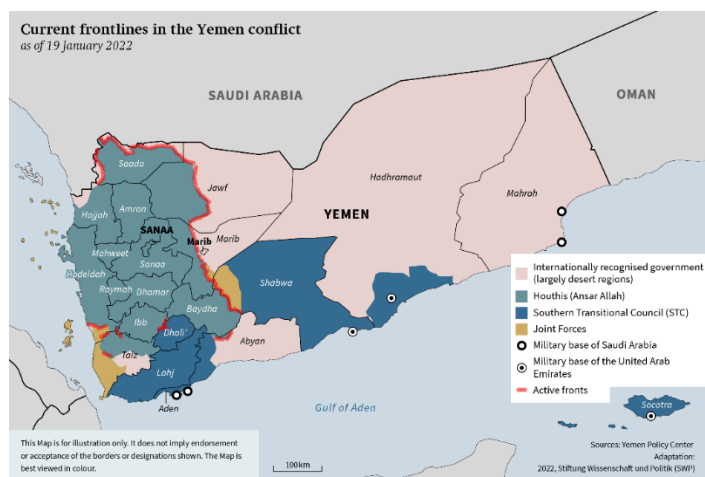 Current frontlines in the Yemen conflict
as of 19 January 2022
SAUDI ARABIA
OMAN
Saada
Jawf
Hadhramaut
Mahrah
Hajjah
Amran
YEMEN
SANAA
Marib
Marib
Mahweet
Sanaa
Hodeidah
Shabwa
Raymah
Dhamar
Baydha
Ibb
Dhali'
Abyan
Taiz
Lahj
Aden
Gulf of Aden
Internationally recognised government
(largely desert regions)
Houthis (Ansar Allah)
Southern Transitional Council (STC)
Joint Forces
Military base of Saudi Arabia
Military base of the United Arab
Emirates
Active fronts
Socotra
This Map is for illustration only. It does not imply endorsement
or acceptance of the borders or designations shown. The Map is
best viewed in colour.
100km
Sources: Yemen Policy Center
Adaptation:
2022, Stiftung Wissenschaft und Politik (SWP)